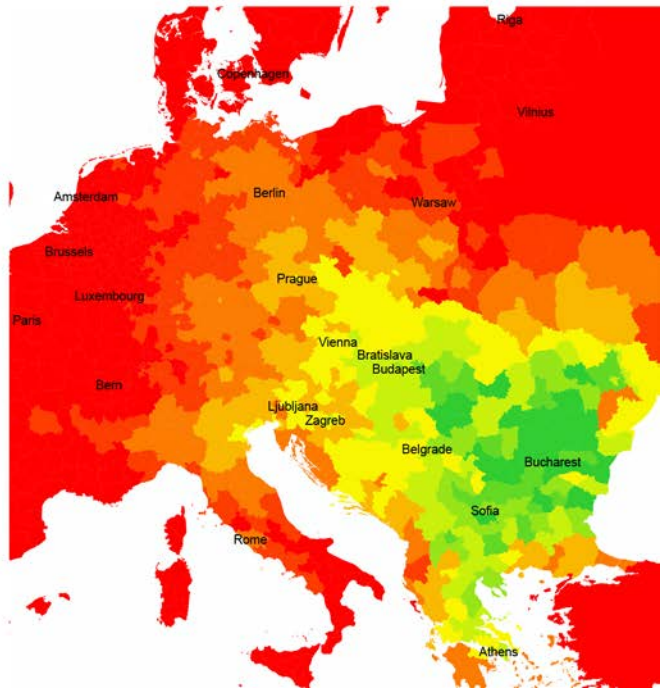 Riga
Copenhagen
Vilnius
Amsterdam
Berlin
Warsaw
Brussels
Prague
Luxembourg
Paris
Vienna
Bratislava
Budapest
Bern
Ljubljana
Zagreb
Belgrade
Bucharest
Sofia
Rome
Athens